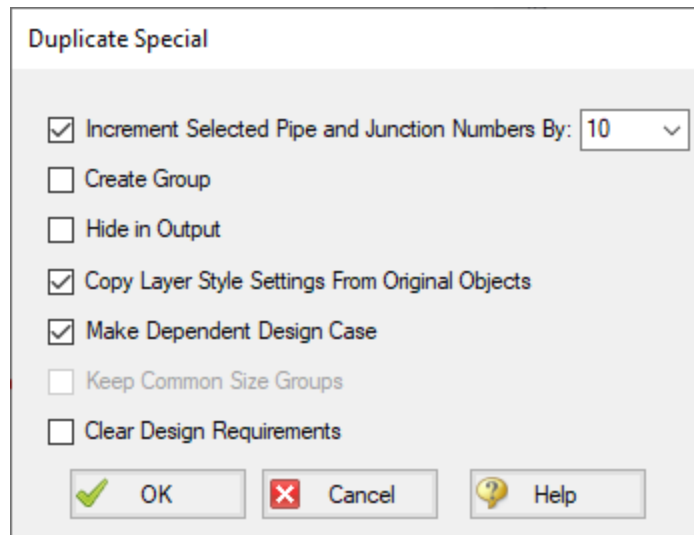 Duplicate Special
Increment Selected Pipe and Junction Numbers By: 10
Create Group
Hide in Output
Copy Layer Style Settings From Original Objects
Make Dependent Design Case
Keep Common Size Groups
Clear Design Requirements
OK Cancel Help